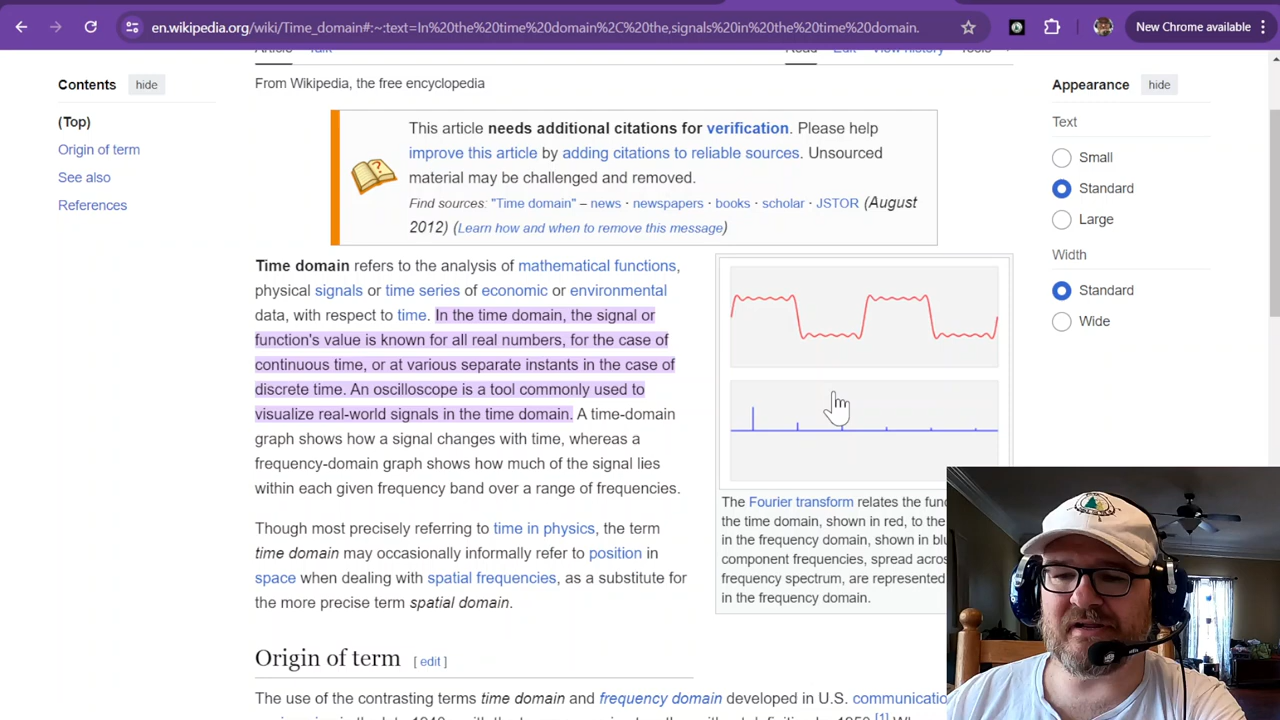 en.wikipedia.org/wiki/Time_domain#:~:text=In%20the%20time%20domain%2C%20the,signals%20in%20the%20time%20domain.
New Chrome available
Article Talk
Read Edit View history Tools
Contents hide
(Top)
Origin of term
See also
References
From Wikipedia, the free encyclopedia
This article needs additional citations for verification. Please help
improve this article by adding citations to reliable sources. Unsourced
material may be challenged and removed.
Find sources: "Time domain" – news · newspapers · books · scholar · JSTOR (August
2012) (Learn how and when to remove this message)
Time domain refers to the analysis of mathematical functions,
physical signals or time series of economic or environmental
data, with respect to time. In the time domain, the signal or
function's value is known for all real numbers, for the case of
continuous time, or at various separate instants in the case of
discrete time. An oscilloscope is a tool commonly used to
visualize real-world signals in the time domain. A time-domain
graph shows how a signal changes with time, whereas a
frequency-domain graph shows how much of the signal lies
within each given frequency band over a range of frequencies.
Though most precisely referring to time in physics, the term
time domain may occasionally informally refer to position in
space when dealing with spatial frequencies, as a substitute for
the more precise term spatial domain.
Origin of term [ edit ]
The use of the contrasting terms time domain and frequency domain developed in U.S. communicatio
The Fourier transform relates the func
the time domain, shown in red, to the
in the frequency domain, shown in bl
component frequencies, spread acros
frequency spectrum, are represented
in the frequency domain.
Appearance hide
Text
Small
Standard
Large
Width
Standard
Wide